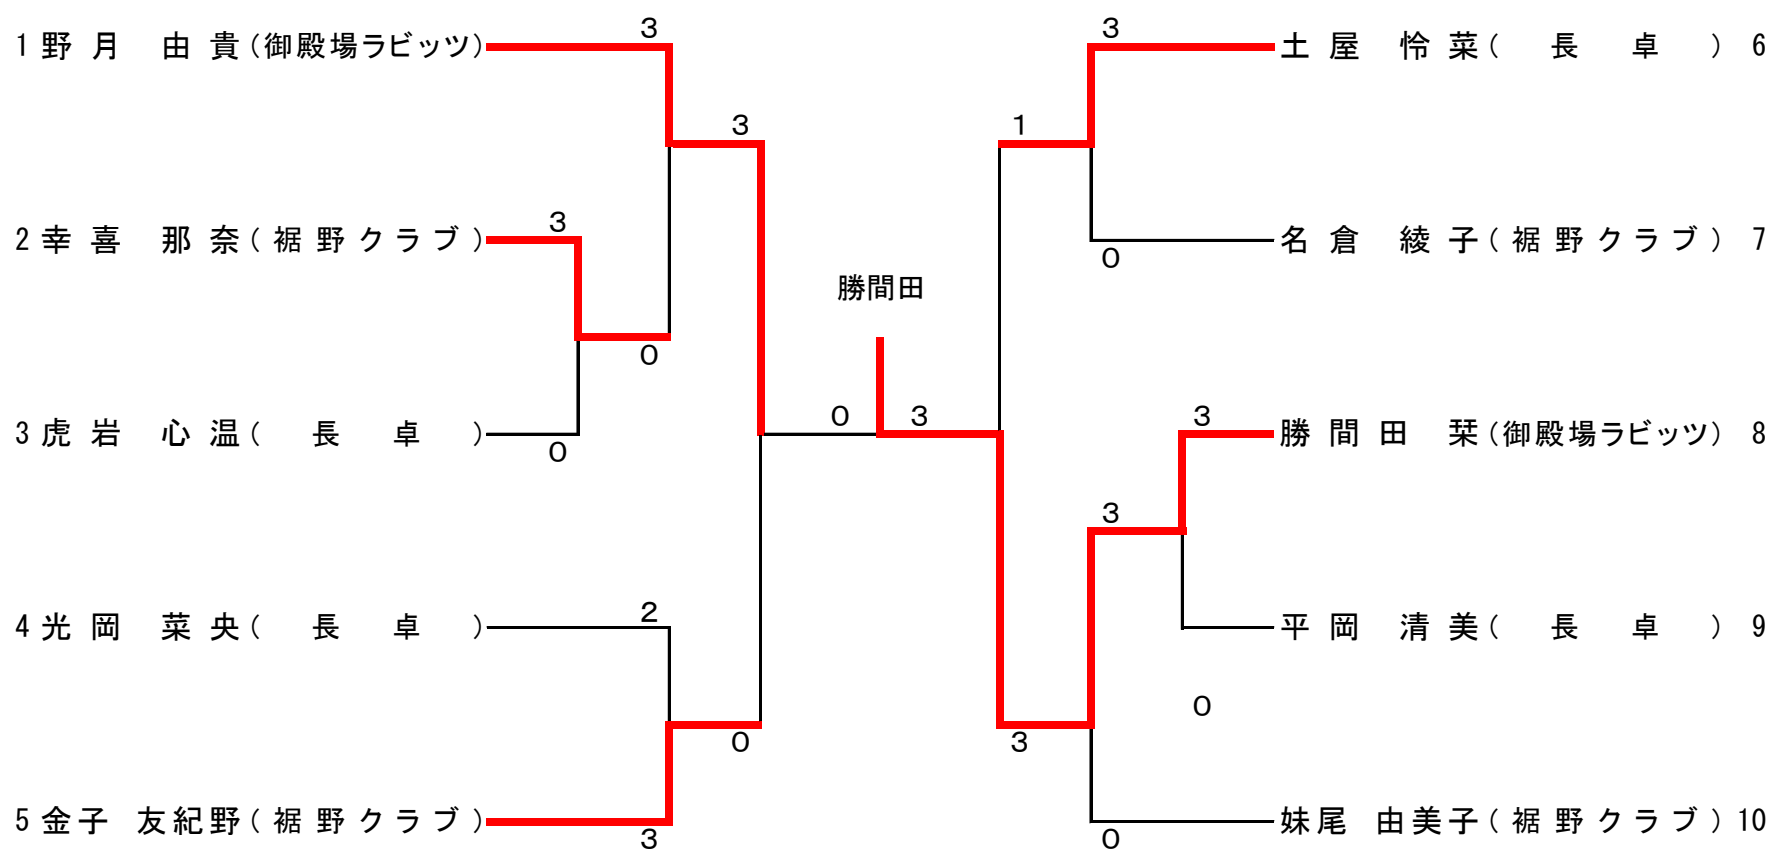 3 3
1 野月 由貴(御殿場ラビッツ) 土屋 怜菜( 長 卓 ) 6
3 1
3
2 幸喜 那奈(裾野クラブ) 名倉 綾子(裾野クラブ) 7
0
勝間田
0
0 3 3
3 虎岩 心温( 長 卓 ) 勝間田 栞(御殿場ラビッツ) 8
0
3
2
4 光岡 菜央( 長 卓 ) 平岡 清美( 長 卓 ) 9
0
0 3
5 金子 友紀野(裾野クラブ) 妹尾 由美子(裾野クラブ) 10
3 0